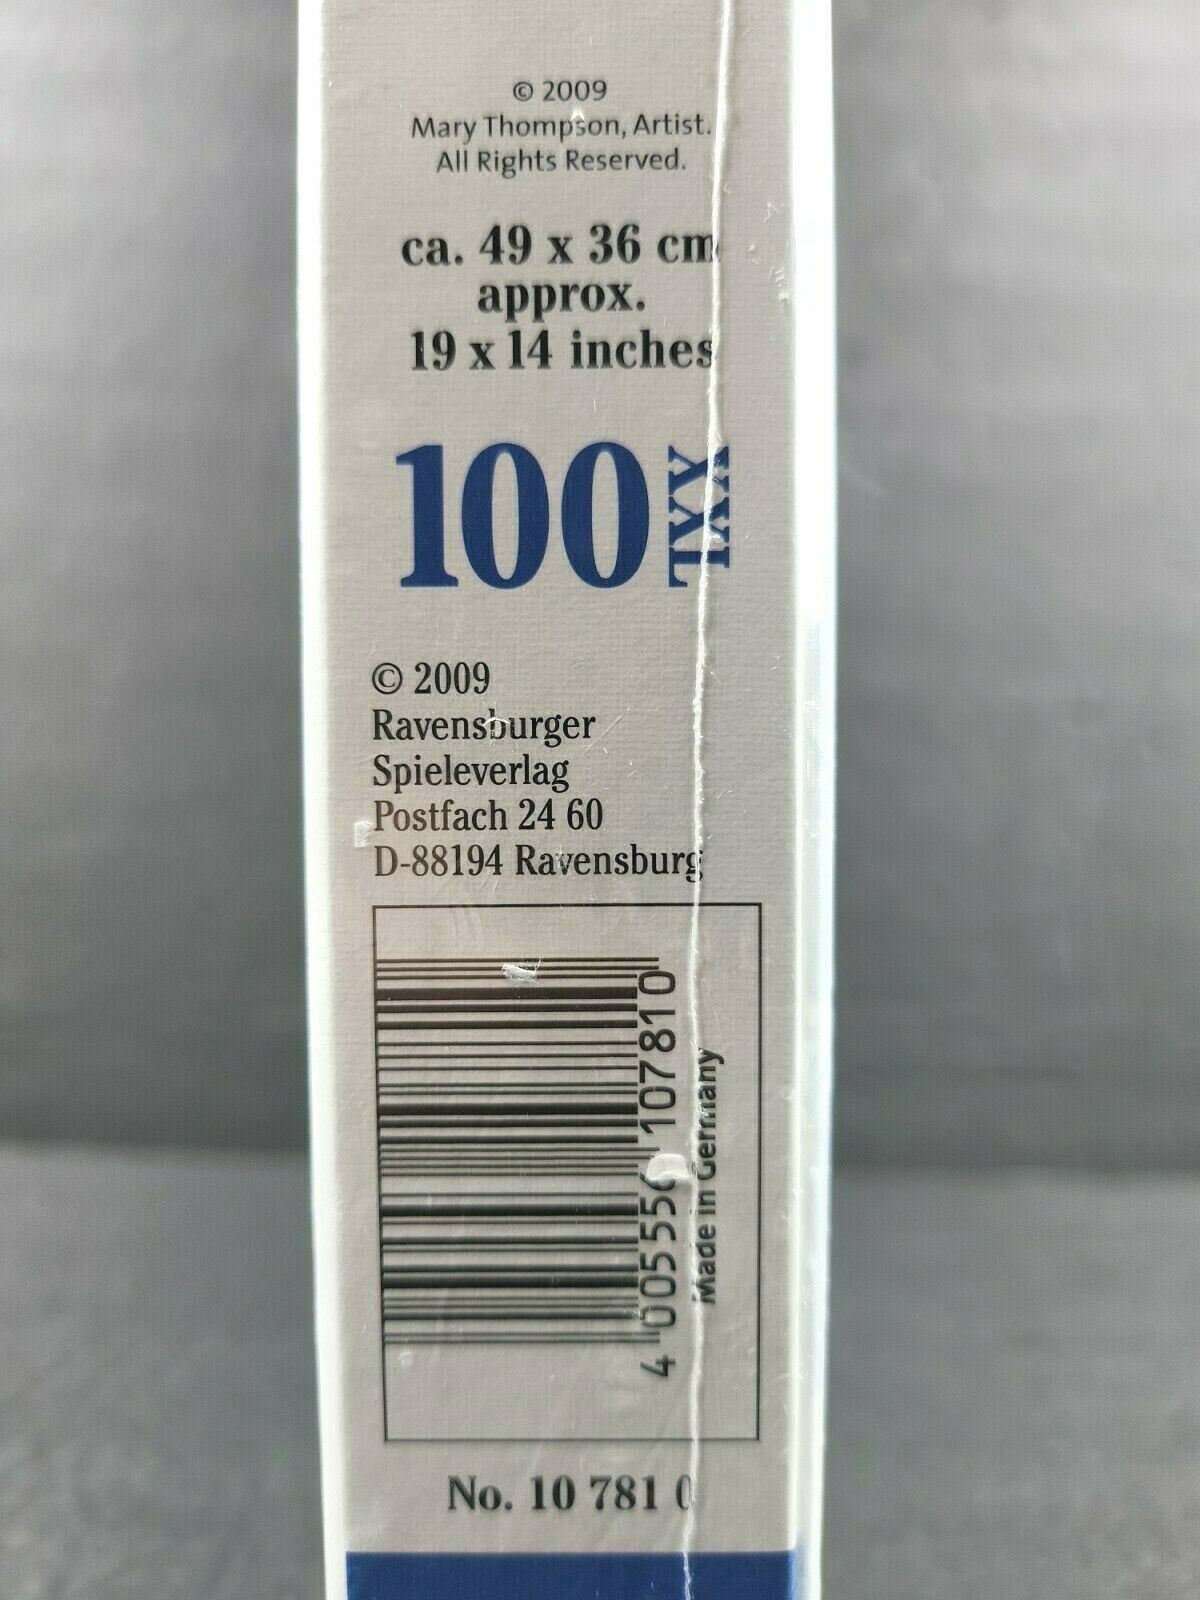 © 2009
Mary Thompson, Artist.
All Rights Reserved.
ca. 49 x 36 cm
approx.
19 x 14 inches
100 XXL
© 2009
Ravensburger
Spieleverlag
Postfach 24 60
D-88194 Ravensburg
4 005556 107810
Made in Germany
No. 10 781 0